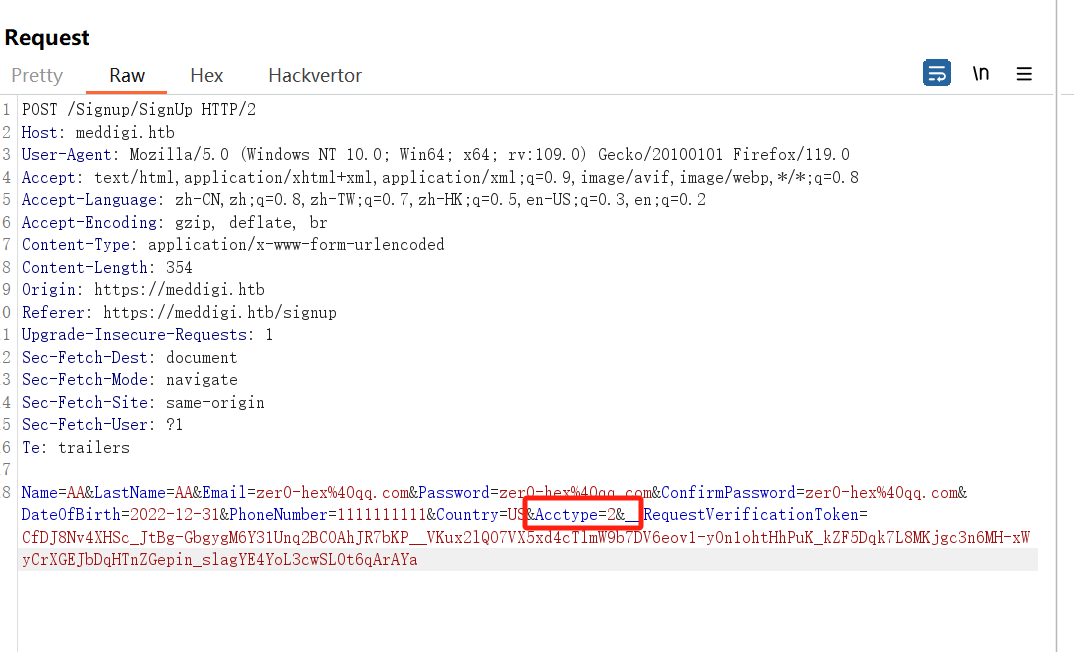 Request
Pretty Raw Hex Hackvertor \n
1 POST /Signup/SignUp HTTP/2
2 Host: meddigi.htb
3 User-Agent: Mozilla/5.0 (Windows NT 10.0; Win64; x64; rv:109.0) Gecko/20100101 Firefox/119.0
4 Accept: text/html,application/xhtml+xml,application/xml;q=0.9,image/avif,image/webp,*/*;q=0.8
5 Accept-Language: zh-CN,zh;q=0.8,zh-TW;q=0.7,zh-HK;q=0.5,en-US;q=0.3,en;q=0.2
6 Accept-Encoding: gzip, deflate, br
7 Content-Type: application/x-www-form-urlencoded
8 Content-Length: 354
9 Origin: https://meddigi.htb
0 Referer: https://meddigi.htb/signup
1 Upgrade-Insecure-Requests: 1
2 Sec-Fetch-Dest: document
3 Sec-Fetch-Mode: navigate
4 Sec-Fetch-Site: same-origin
5 Sec-Fetch-User: ?1
6 Te: trailers
7
8 Name=AA&LastName=AA&Email=zer0-hex%40qq.com&Password=zer0-hex%40qq.com&ConfirmPassword=zer0-hex%40qq.com&
DateOfBirth=2022-12-31&PhoneNumber=1111111111&Country=US&Acctype=2&__RequestVerificationToken=
CfDJ8Nv4XHSc_JtBg-GbgygM6Y31Unq2BCOAhJR7bKP__VKux2lQO7VX5xd4cTlmW9b7DV6eov1-yOn1ohtHhPuK_kZF5Dqk7L8MKjgc3n6MH-xW
yCrXGEJbDqHTnZGepin_slagYE4YoL3cwSL0t6qArAYa